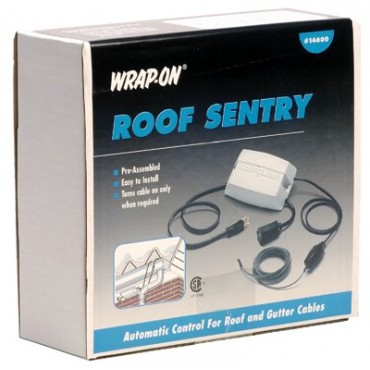 #14600
WRAP-ON®
ROOF SENTRY
Pre-Assembled
Easy to Install
Turns cable on only
when required
Automatic Control For Roof and Gutter Cables